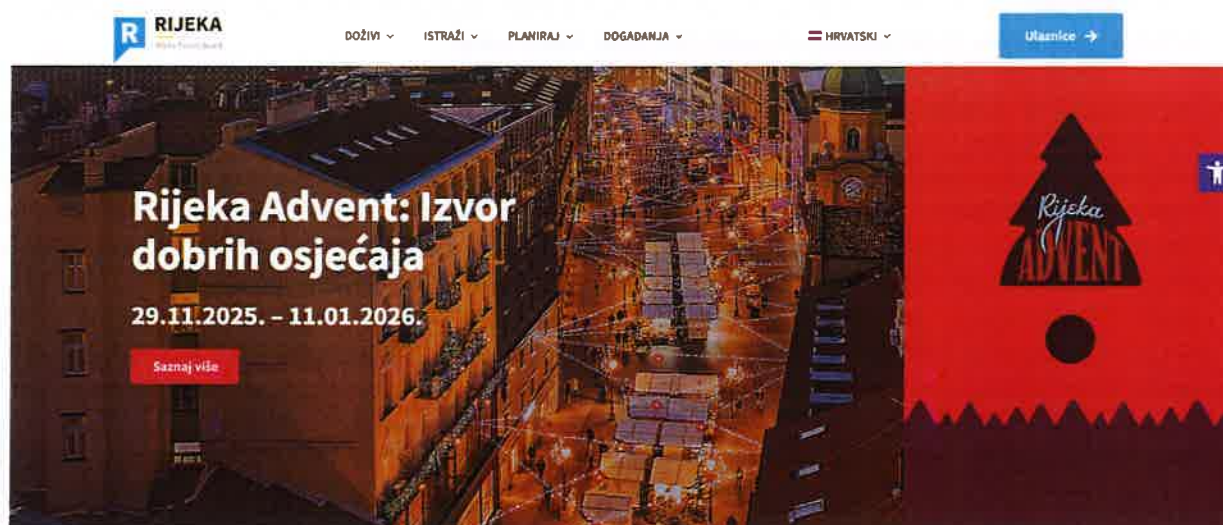 RIJEKA
DOŽIVI
ISTRAŽI
PLANIRAJ
DOGAĐANJA
HRVATSKI
Ulaznice →
Rijeka Advent: Izvor
dobrih osjećaja
29.11.2025. – 11.01.2026.
Saznaj više
Rijeka
ADVENT